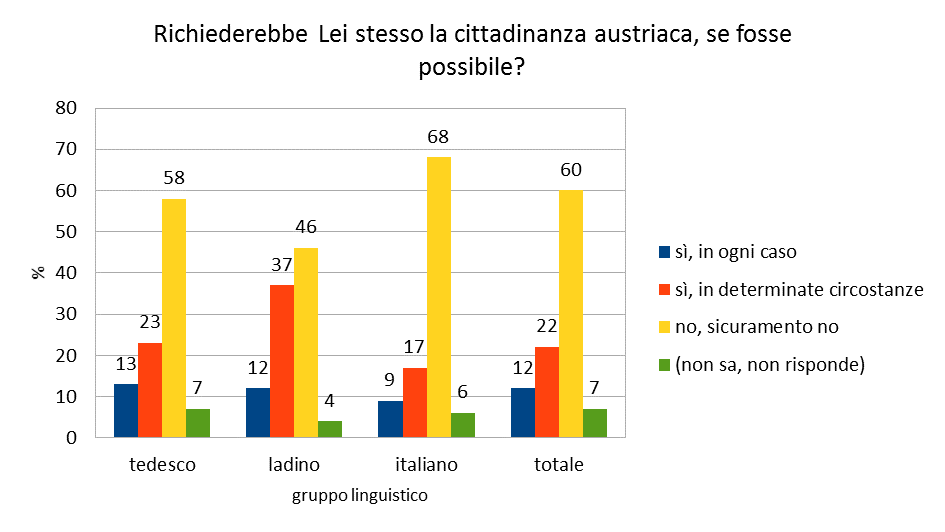 Richiederebbe Lei stesso la cittadinanza austriaca, se fosse
possibile?
80
70
60
50
40
30
20
10
0
%
13
23
58
7
12
37
46
4
9
17
68
6
12
22
60
7
tedesco
ladino
italiano
totale
gruppo linguistico
sì, in ogni caso
sì, in determinate circostanze
no, sicuramento no
(non sa, non risponde)